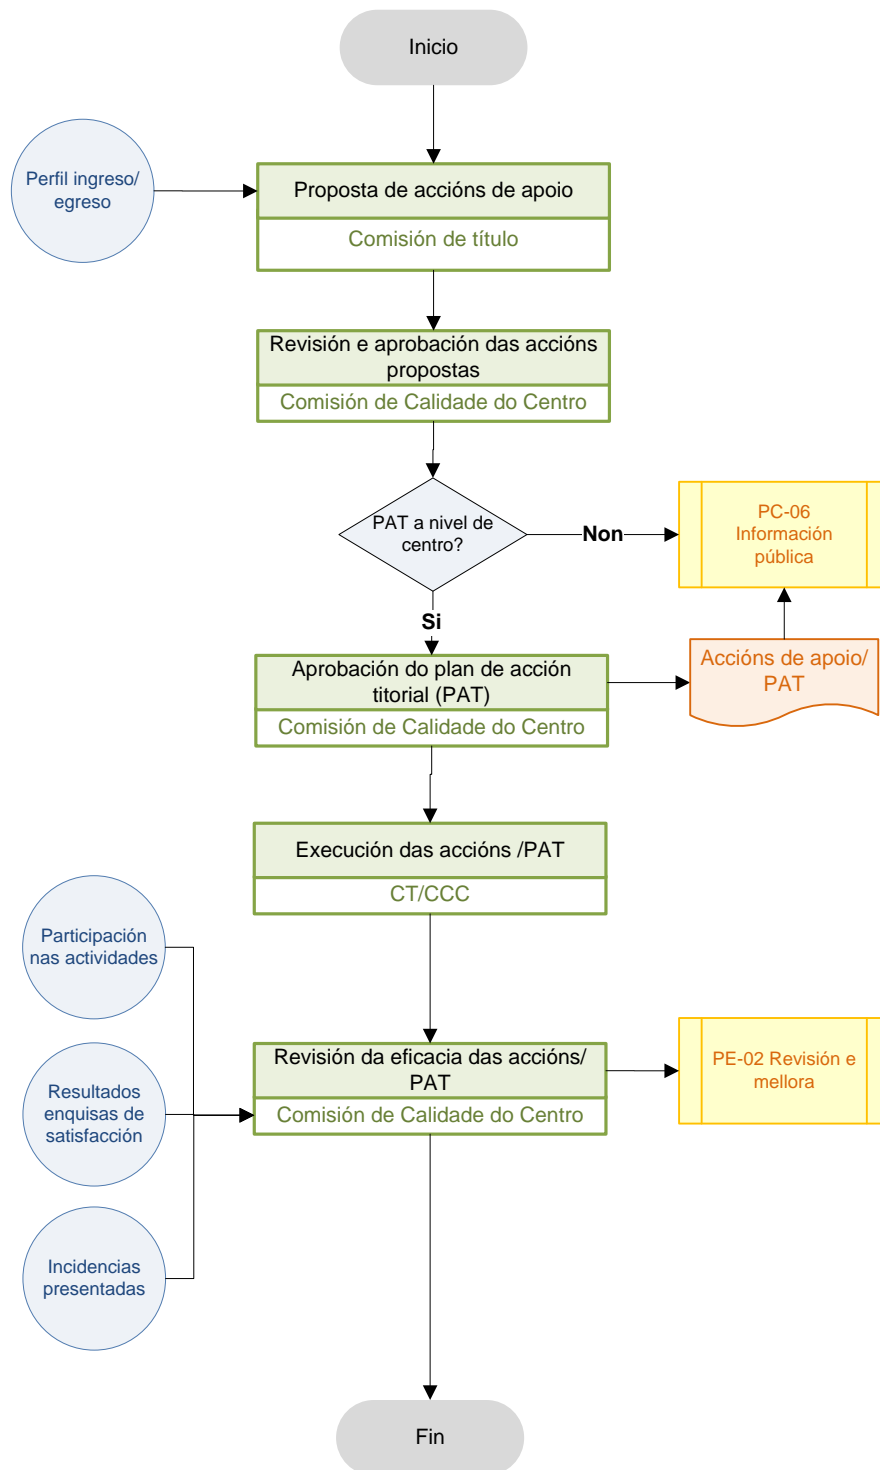 Inicio
Perfil ingreso/
egreso
Proposta de accións de apoio
Comisión de título
Revisión e aprobación das accións
propostas
Comisión de Calidade do Centro
PAT a nivel de
centro?
Non
PC-06
Información
pública
Si
Aprobación do plan de acción
titorial (PAT)
Comisión de Calidade do Centro
Accións de apoio/
PAT
Execución das accións /PAT
CT/CCC
Participación
nas actividades
Revisión da eficacia das accións/
PAT
Comisión de Calidade do Centro
PE-02 Revisión e
mellora
Resultados
enquisas de
satisfacción
Incidencias
presentadas
Fin